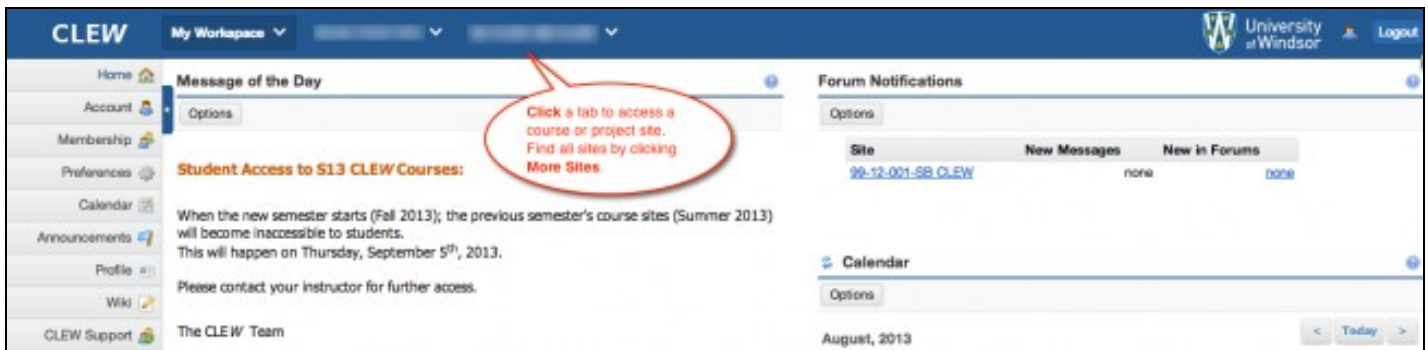 CLEW
My Workspace
University
of Windsor
Logout
Home
Account
Membership
Preferences
Calendar
Announcements
Profile
Wiki
CLEW Support
Message of the Day
Options
Student Access to S13 CLEW Courses:
When the new semester starts (Fall 2013); the previous semester's course sites (Summer 2013)
will become inaccessible to students.
This will happen on Thursday, September 5th, 2013.
Please contact your instructor for further access.
The CLEW Team
Click a tab to access a
course or project site.
Find all sites by clicking
More Sites
Forum Notifications
Options
Site New Messages New in Forums
99-12-001-SB CLEW none none
Calendar
Options
August, 2013
< Today >